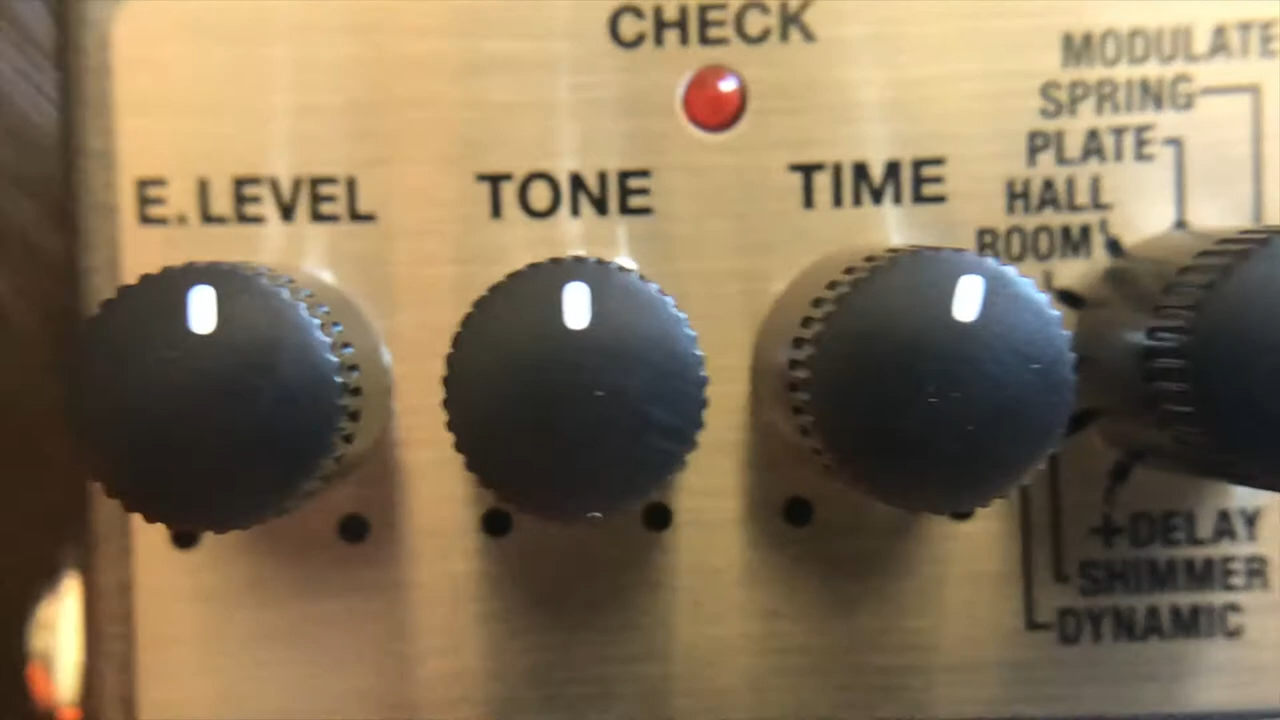 CHECK
MODULATE
SPRING
PLATE
HALL
ROOM
E. LEVEL
TONE
TIME
+DELAY
SHIMMER
DYNAMIC